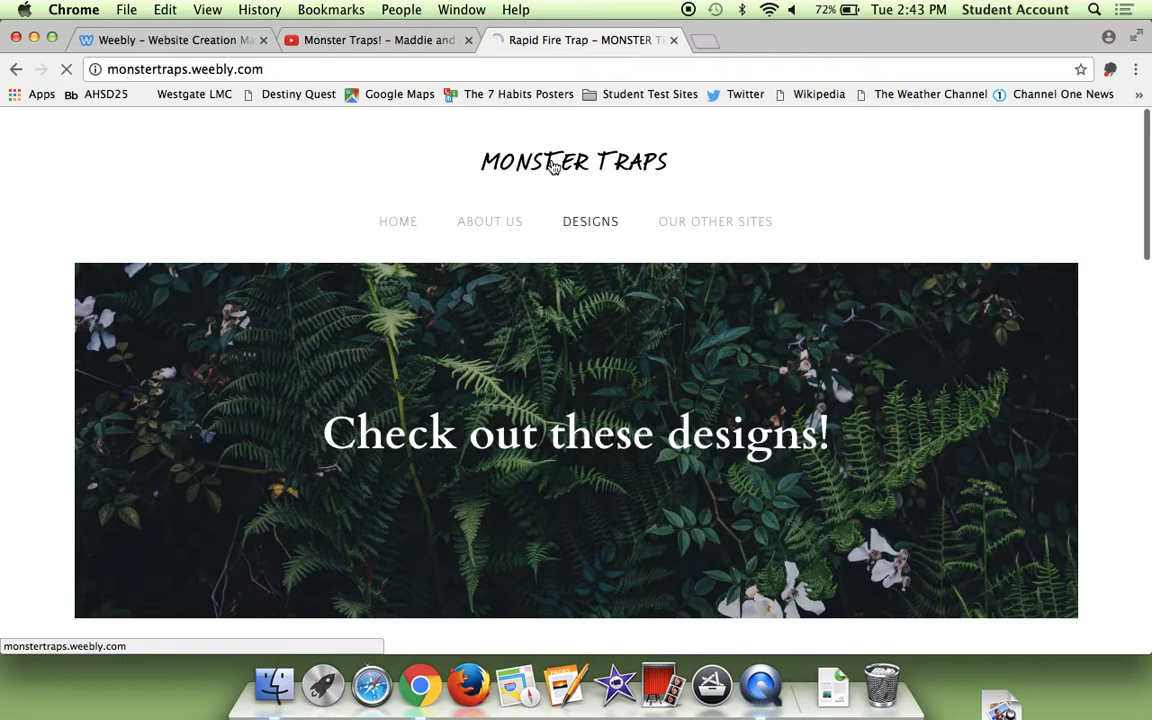 Chrome File Edit View History Bookmarks People Window Help 72% Tue 2:43 PM Student Account
Weebly - Website Creation Ma Monster Traps! - Maddie and Rapid Fire Trap - MONSTER T
monstertraps.weebly.com
Apps Bb AHSD25 Westgate LMC Destiny Quest Google Maps The 7 Habits Posters Student Test Sites Twitter Wikipedia The Weather Channel 1 Channel One News »
MONSTER TRAPS
HOME ABOUT US DESIGNS OUR OTHER SITES
Check out these designs!
monstertraps.weebly.com